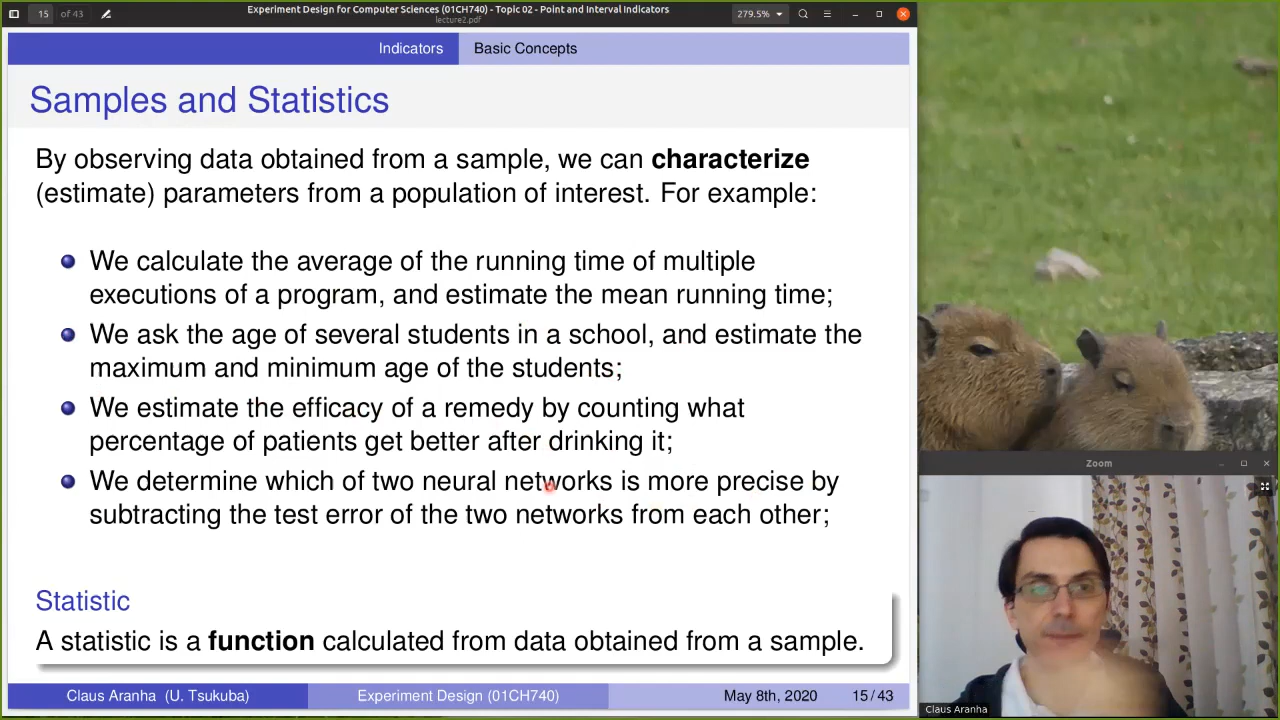 15 of 43
Experiment Design for Computer Sciences (01CH740) - Topic 02 - Point and Interval Indicators
lecture2.pdf
279.5%
Indicators Basic Concepts
Samples and Statistics
By observing data obtained from a sample, we can characterize
(estimate) parameters from a population of interest. For example:
We calculate the average of the running time of multiple
executions of a program, and estimate the mean running time;
We ask the age of several students in a school, and estimate the
maximum and minimum age of the students;
We estimate the efficacy of a remedy by counting what
percentage of patients get better after drinking it;
We determine which of two neural networks is more precise by
subtracting the test error of the two networks from each other;
Statistic
A statistic is a function calculated from data obtained from a sample.
Claus Aranha (U. Tsukuba) Experiment Design (01CH740) May 8th, 2020 15 / 43
Zoom
Claus Aranha